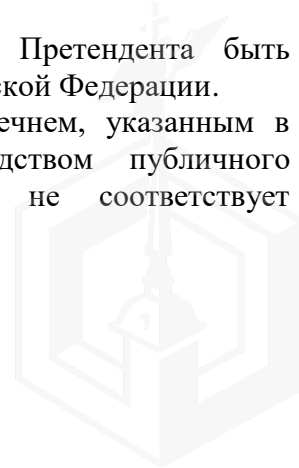 Претендента быть
ской Федерации.
ечнем, указанным в
дством публичного
не соответствует